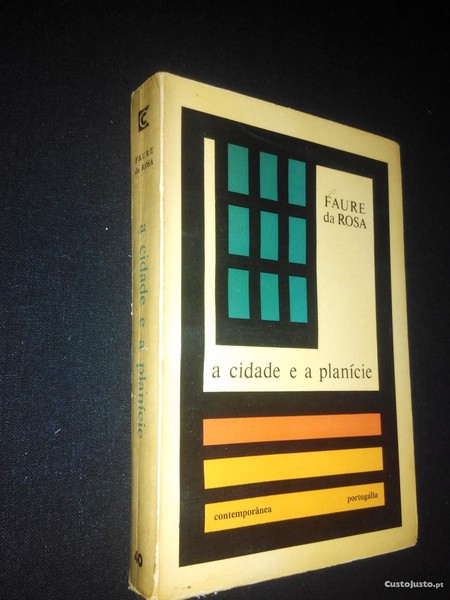 FAURE
da ROSA
a cidade e a planície
40
FAURE
da ROSA
a cidade e a planície
contemporânea
portugália
CustoJusto.pt